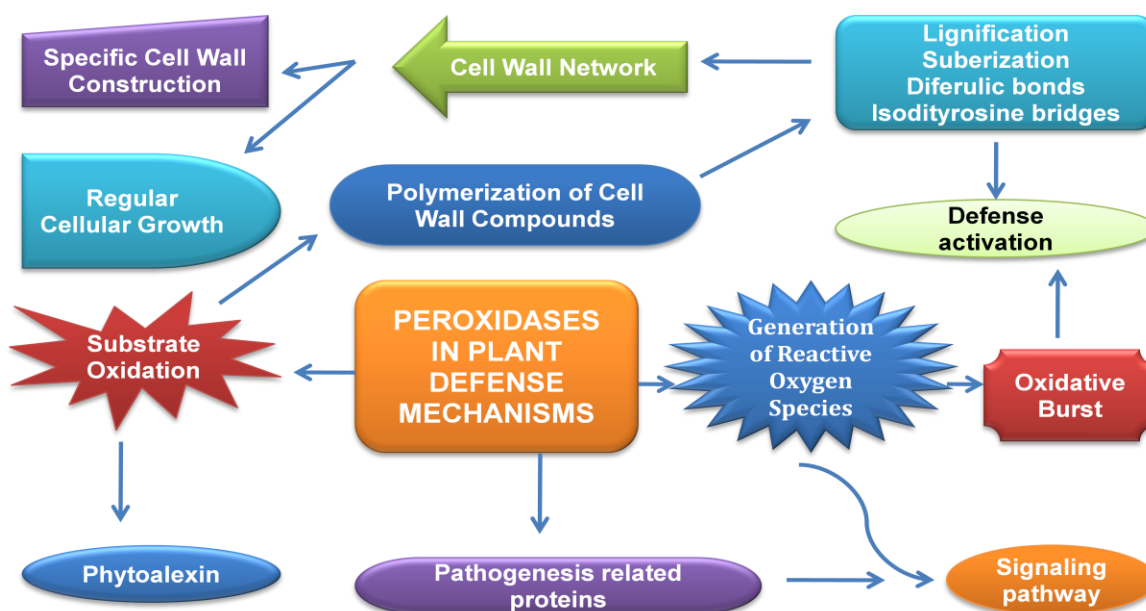 Specific Cell Wall
Construction
Cell Wall Network
Lignification
Suberization
Diferulic bonds
Isodityrosine bridges
Regular
Cellular Growth
Polymerization of Cell
Wall Compounds
Defense
activation
Substrate
Oxidation
PEROXIDASES
IN PLANT
DEFENSE
MECHANISMS
Generation
of Reactive
Oxygen
Species
Oxidative
Burst
Phytoalexin
Pathogenesis related
proteins
Signaling
pathway